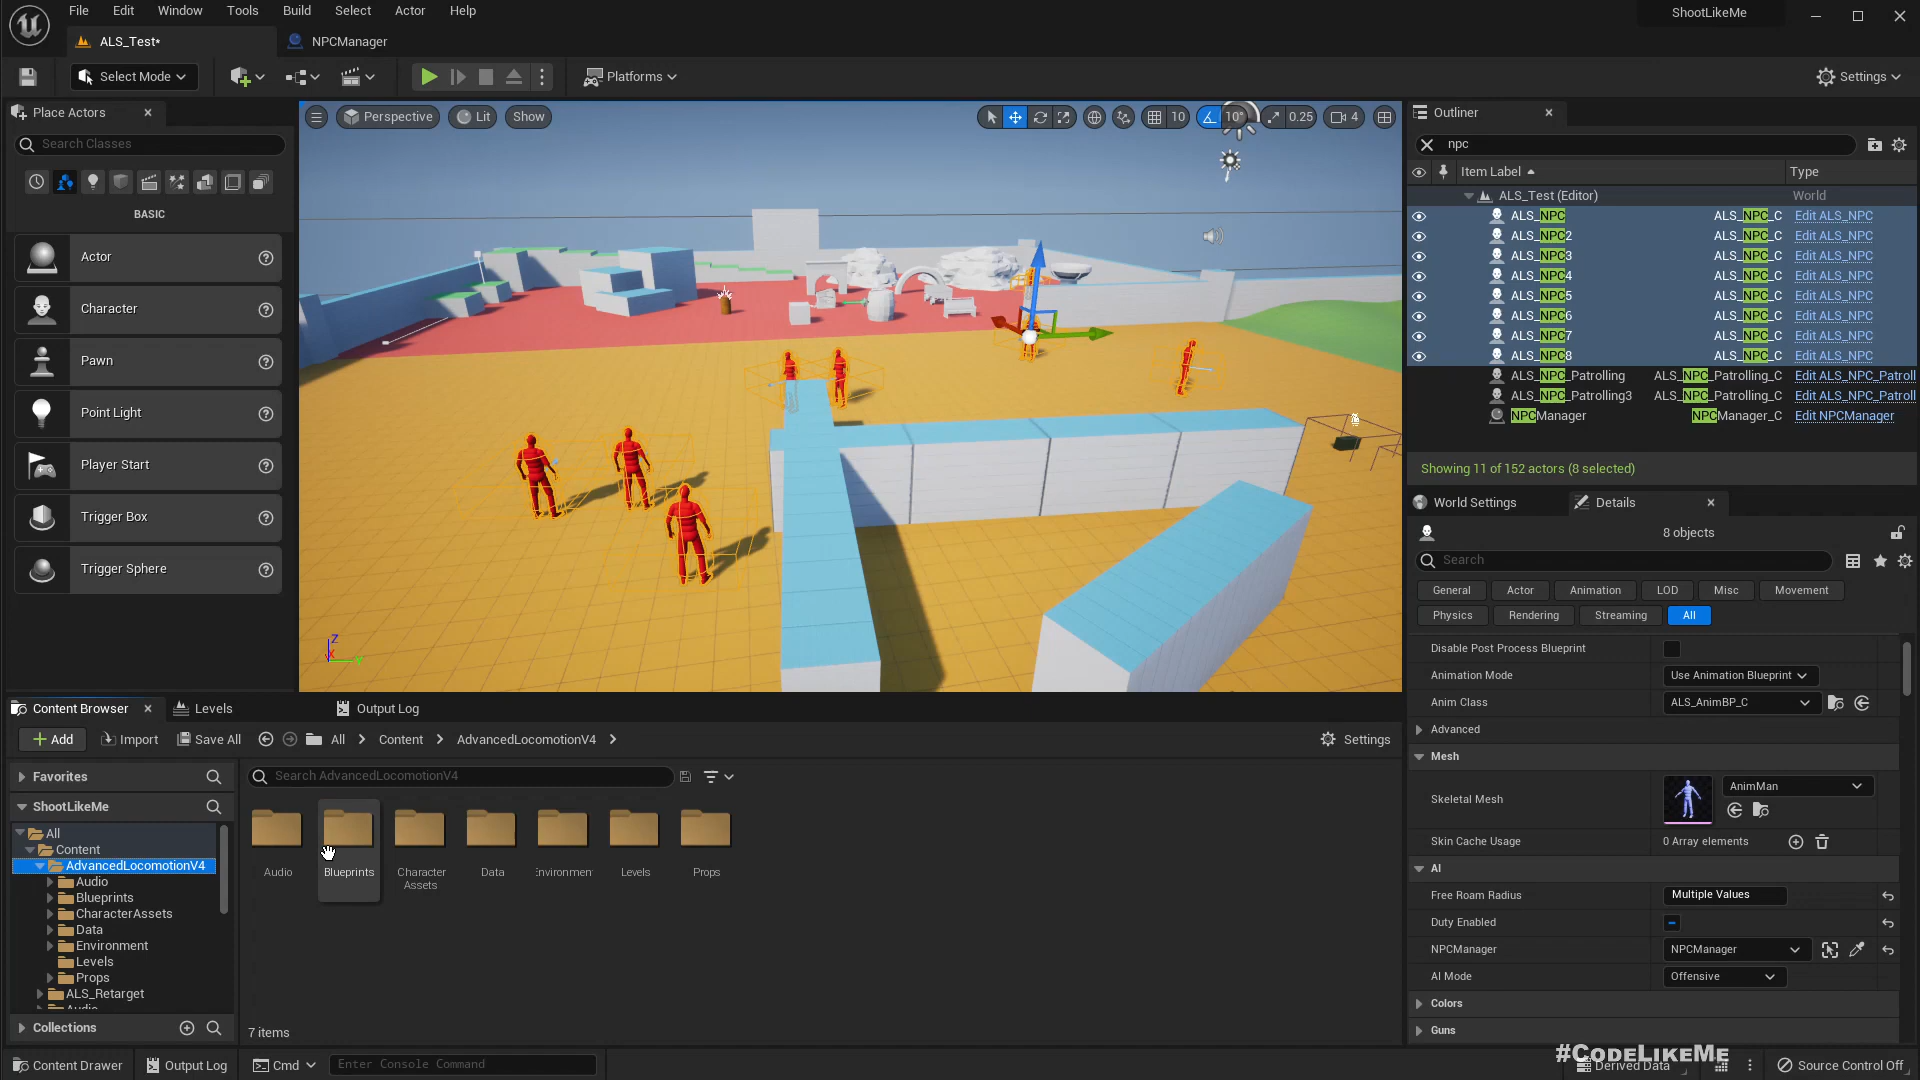 File Edit Window Tools Build Select Actor Help
ShootLikeMe
ALS_Test*
NPCManager
Select Mode
Platforms
Settings
Place Actors
Search Classes
BASIC
Actor
Character
Pawn
Point Light
Player Start
Trigger Box
Trigger Sphere
Perspective
Lit
Show
10
10°
0.25
4
Z
X
Y
Outliner
npc
Item Label
Type
ALS_Test (Editor) World
ALS_NPC ALS_NPC_C Edit ALS_NPC
ALS_NPC2 ALS_NPC_C Edit ALS_NPC
ALS_NPC3 ALS_NPC_C Edit ALS_NPC
ALS_NPC4 ALS_NPC_C Edit ALS_NPC
ALS_NPC5 ALS_NPC_C Edit ALS_NPC
ALS_NPC6 ALS_NPC_C Edit ALS_NPC
ALS_NPC7 ALS_NPC_C Edit ALS_NPC
ALS_NPC8 ALS_NPC_C Edit ALS_NPC
ALS_NPC_Patrolling ALS_NPC_Patrolling_C Edit ALS_NPC_Patroll
ALS_NPC_Patrolling3 ALS_NPC_Patrolling_C Edit ALS_NPC_Patroll
NPCManager NPCManager_C Edit NPCManager
Showing 11 of 152 actors (8 selected)
World Settings
Details
8 objects
Search
General Actor Animation LOD Misc Movement
Physics Rendering Streaming All
Disable Post Process Blueprint
Animation Mode Use Animation Blueprint
Anim Class ALS_AnimBP_C
Advanced
Mesh
Skeletal Mesh AnimMan
Skin Cache Usage 0 Array elements
AI
Free Roam Radius Multiple Values
Duty Enabled
NPCManager NPCManager
AI Mode Offensive
Colors
Guns
Content Browser
Levels
Output Log
Add
Import
Save All
All
Content
AdvancedLocomotionV4
Settings
Favorites
ShootLikeMe
All
Content
AdvancedLocomotionV4
Audio
Blueprints
CharacterAssets
Data
Environment
Levels
Props
ALS_Retarget
Audio
Collections
Search AdvancedLocomotionV4
Audio
Blueprints
Character
Assets
Data
Environment
Levels
Props
7 items
Content Drawer
Output Log
Cmd
Enter Console Command
#CodeLikeMe
Derived Data
Source Control Off